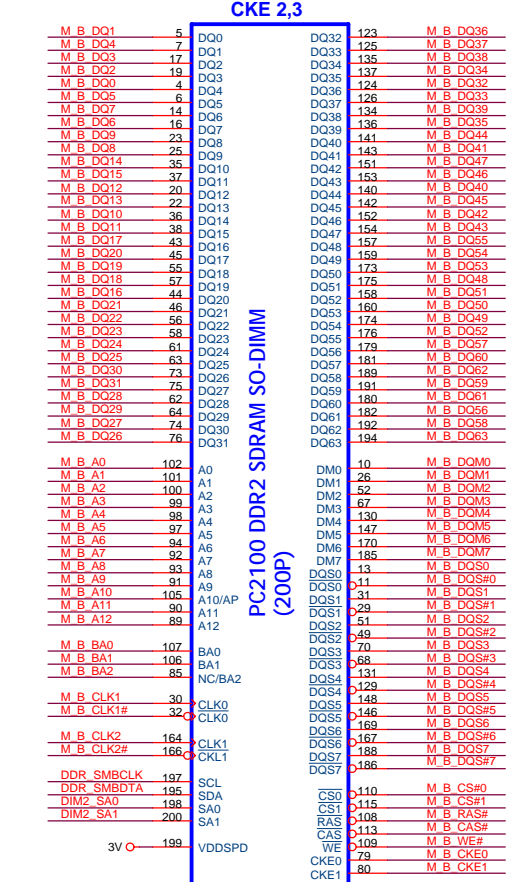 CKE 2,3
M_B_DQ1 5 DQ0 DQ32 123 M_B_DQ36
M_B_DQ4 7 DQ1 DQ33 125 M_B_DQ37
M_B_DQ3 17 DQ2 DQ34 135 M_B_DQ38
M_B_DQ2 19 DQ3 DQ35 137 M_B_DQ34
M_B_DQ0 4 DQ4 DQ36 124 M_B_DQ32
M_B_DQ5 6 DQ5 DQ37 126 M_B_DQ33
M_B_DQ7 14 DQ6 DQ38 134 M_B_DQ39
M_B_DQ6 16 DQ7 DQ39 136 M_B_DQ35
M_B_DQ9 23 DQ8 DQ40 141 M_B_DQ44
M_B_DQ8 25 DQ9 DQ41 143 M_B_DQ41
M_B_DQ14 35 DQ10 DQ42 151 M_B_DQ47
M_B_DQ15 37 DQ11 DQ43 153 M_B_DQ46
M_B_DQ12 20 DQ12 DQ44 140 M_B_DQ40
M_B_DQ13 22 DQ13 DQ45 142 M_B_DQ45
M_B_DQ10 36 DQ14 DQ46 152 M_B_DQ42
M_B_DQ11 38 DQ15 DQ47 154 M_B_DQ43
M_B_DQ17 43 DQ16 DQ48 157 M_B_DQ55
M_B_DQ20 45 DQ17 DQ49 159 M_B_DQ54
M_B_DQ19 55 DQ18 DQ50 173 M_B_DQ53
M_B_DQ18 57 DQ19 DQ51 175 M_B_DQ48
M_B_DQ16 44 DQ20 DQ52 158 M_B_DQ51
M_B_DQ21 46 DQ21 DQ53 160 M_B_DQ50
M_B_DQ22 56 DQ22 DQ54 174 M_B_DQ49
M_B_DQ23 58 DQ23 DQ55 176 M_B_DQ52
M_B_DQ24 61 DQ24 DQ56 179 M_B_DQ57
M_B_DQ25 63 DQ25 DQ57 181 M_B_DQ60
M_B_DQ30 73 DQ26 DQ58 189 M_B_DQ62
M_B_DQ31 75 DQ27 DQ59 191 M_B_DQ59
M_B_DQ28 62 DQ28 DQ60 180 M_B_DQ61
M_B_DQ29 64 DQ29 DQ61 182 M_B_DQ56
M_B_DQ27 74 DQ30 DQ62 192 M_B_DQ58
M_B_DQ26 76 DQ31 DQ63 194 M_B_DQ63
PC2100 DDR2 SDRAM SO-DIMM
(200P)
M_B_A0 102 A0 DM0 10 M_B_DQM0
M_B_A1 101 A1 DM1 26 M_B_DQM1
M_B_A2 100 A2 DM2 52 M_B_DQM2
M_B_A3 99 A3 DM3 67 M_B_DQM3
M_B_A4 98 A4 DM4 130 M_B_DQM4
M_B_A5 97 A5 DM5 147 M_B_DQM5
M_B_A6 94 A6 DM6 170 M_B_DQM6
M_B_A7 92 A7 DM7 185 M_B_DQM7
M_B_A8 93 A8 DQS0 13 M_B_DQS0
M_B_A9 91 A9 DQS0 11 M_B_DQS#0
M_B_A10 105 A10/AP DQS1 31 M_B_DQS1
M_B_A11 90 A11 DQS1 29 M_B_DQS#1
M_B_A12 89 A12 DQS2 51 M_B_DQS2
DQS2 49 M_B_DQS#2
M_B_BA0 107 BA0 DQS3 70 M_B_DQS3
M_B_BA1 106 BA1 DQS3 68 M_B_DQS#3
M_B_BA2 85 NC/BA2 DQS4 131 M_B_DQS4
DQS4 129 M_B_DQS#4
M_B_CLK1 30 CLK0 DQS5 148 M_B_DQS5
M_B_CLK1# 32 CLK0 DQS5 146 M_B_DQS#5
DQS6 169 M_B_DQS6
M_B_CLK2 164 CLK1 DQS6 167 M_B_DQS#6
M_B_CLK2# 166 CKL1 DQS7 188 M_B_DQS7
DQS7 186 M_B_DQS#7
DDR_SMBCLK 197 SCL
DDR_SMBDTA 195 SDA CS0 110 M_B_CS#0
DIM2_SA0 198 SA0 CS1 115 M_B_CS#1
DIM2_SA1 200 SA1 RAS 108 M_B_RAS#
CAS 113 M_B_CAS#
3V 199 VDDSPD WE 109 M_B_WE#
CKE0 79 M_B_CKE0
CKE1 80 M_B_CKE1